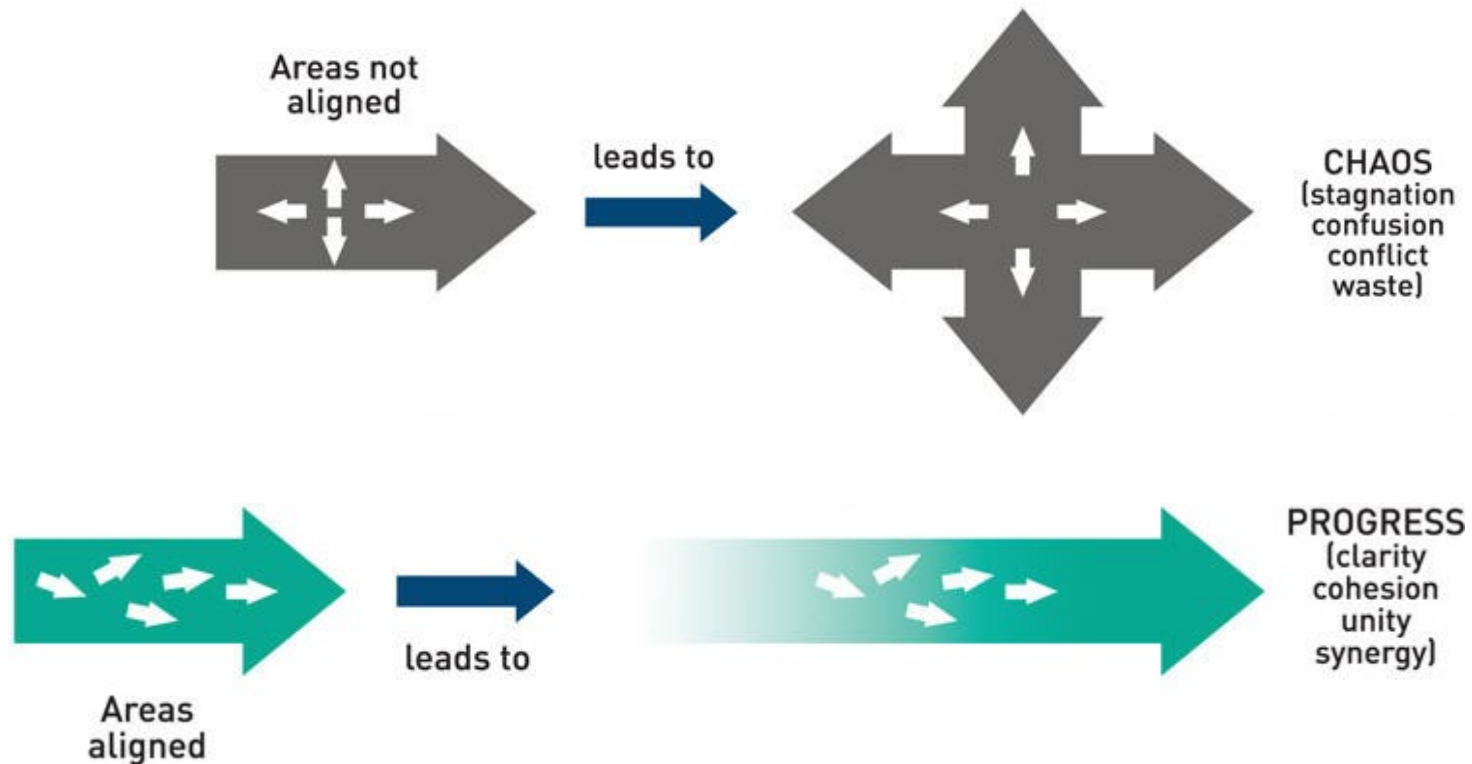 Areas not
aligned
leads to
CHAOS
(stagnation
confusion
conflict
waste)
Areas
aligned
leads to
PROGRESS
(clarity
cohesion
unity
synergy)